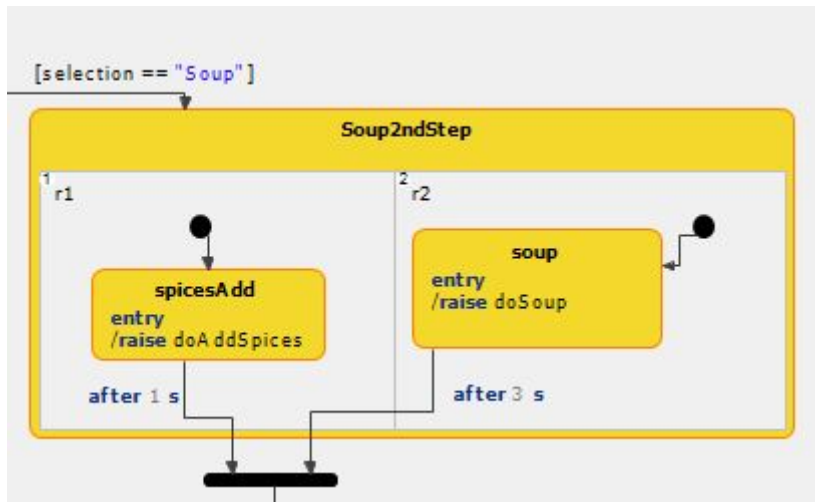 [selection == "Soup"]
Soup2ndStep
1
r1
2
r2
spicesAdd
entry
/raise doAddSpices
soup
entry
/raise doSoup
after 1 s
after 3 s